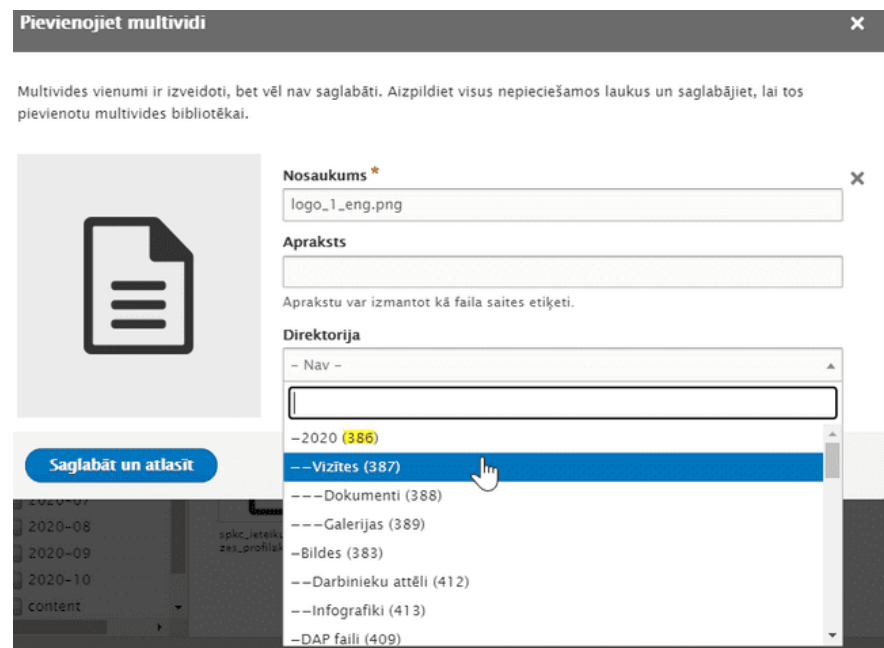 Pievienojiet multividi
Multivides vienumi ir izveidoti, bet vēl nav saglabāti. Aizpildiet visus nepieciešamos laukus un saglabājiet, lai tos
pievienotu multivides bibliotēkai.
Nosaukums *
logo_1_eng.png
Apraksts
Aprakstu var izmantot kā faila saites etiķeti.
Direktorija
– Nav –
–2020 (386)
––Vizītes (387)
–––Dokumenti (388)
–––Galerijas (389)
–Bildes (383)
––Darbinieku attēli (412)
––Infografiki (413)
–DAP faili (409)
Saglabāt un atlasīt
2020-07
2020-08
2020-09
2020-10
content